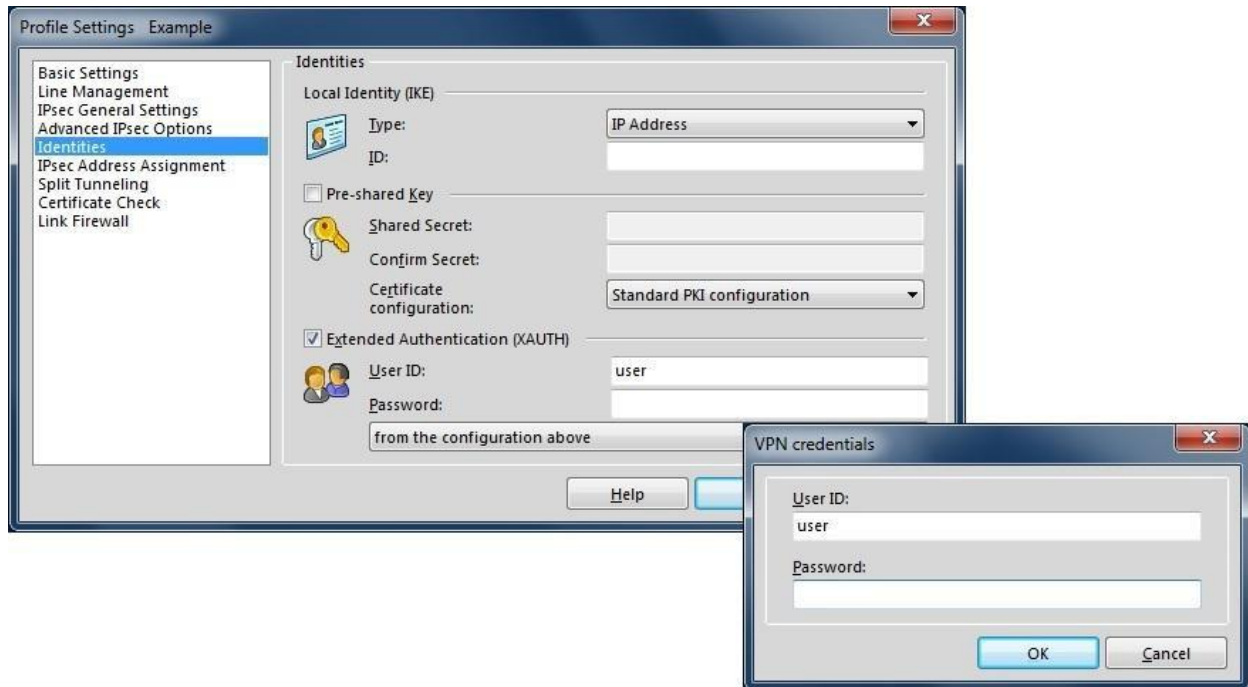 Profile Settings Example
Basic Settings
Line Management
IPsec General Settings
Advanced IPsec Options
Identities
IPsec Address Assignment
Split Tunneling
Certificate Check
Link Firewall
Identities
Local Identity (IKE)
Type: IP Address
ID:
Pre-shared Key
Shared Secret:
Confirm Secret:
Certificate
configuration: Standard PKI configuration
Extended Authentication (XAUTH)
User ID: user
Password:
from the configuration above
Help
VPN credentials
User ID:
user
Password:
OK Cancel